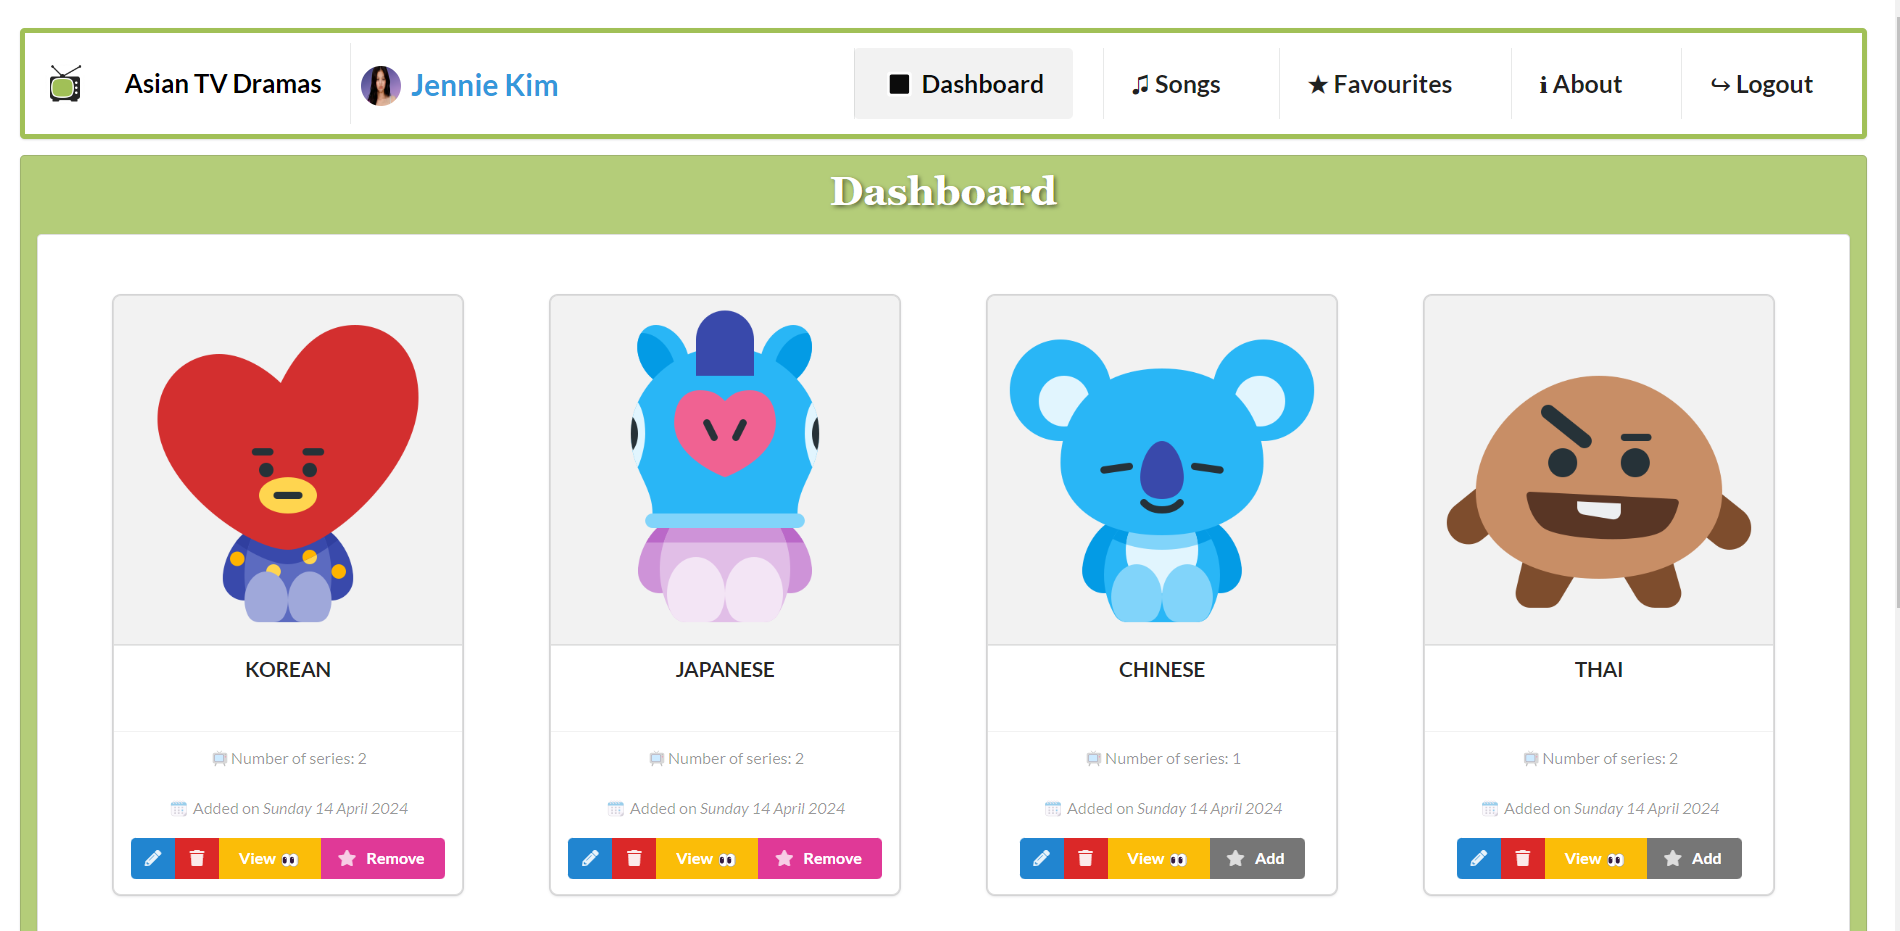 Asian TV Dramas
Jennie Kim
Dashboard
Songs
Favourites
About
Logout
Dashboard
KOREAN
Number of series: 2
Added on Sunday 14 April 2024
View
Remove
JAPANESE
Number of series: 2
Added on Sunday 14 April 2024
View
Remove
CHINESE
Number of series: 1
Added on Sunday 14 April 2024
View
Add
THAI
Number of series: 2
Added on Sunday 14 April 2024
View
Add